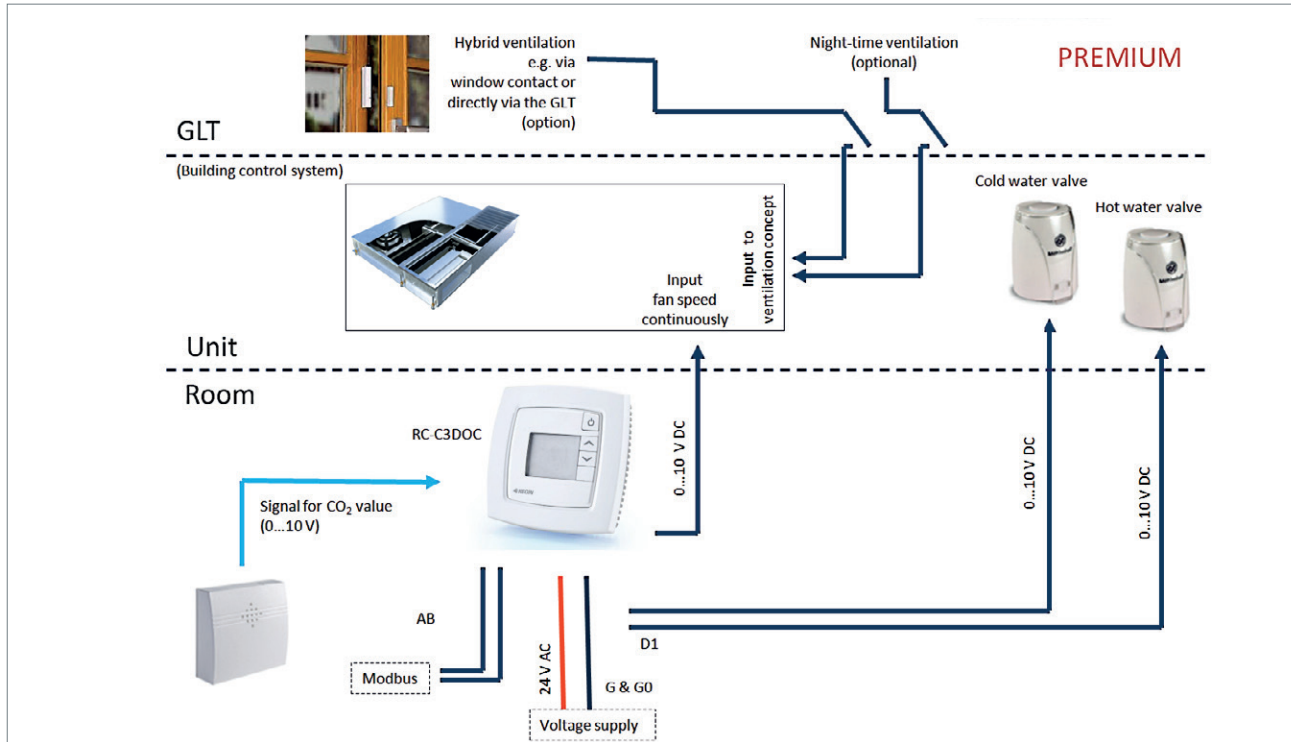 Hybrid ventilation
e.g. via
window contact or
directly via the GLT
(option)
Night-time ventilation
(optional)
PREMIUM
GLT
(Building control system)
Cold water valve
Hot water valve
Input
fan speed
continuously
Input to
ventilation concept
Unit
Room
RC-C3DOC
0...10 V DC
0...10 V DC
0...10 V DC
Signal for CO₂ value
(0...10 V)
AB
Modbus
24 V AC
G & G0
D1
Voltage supply